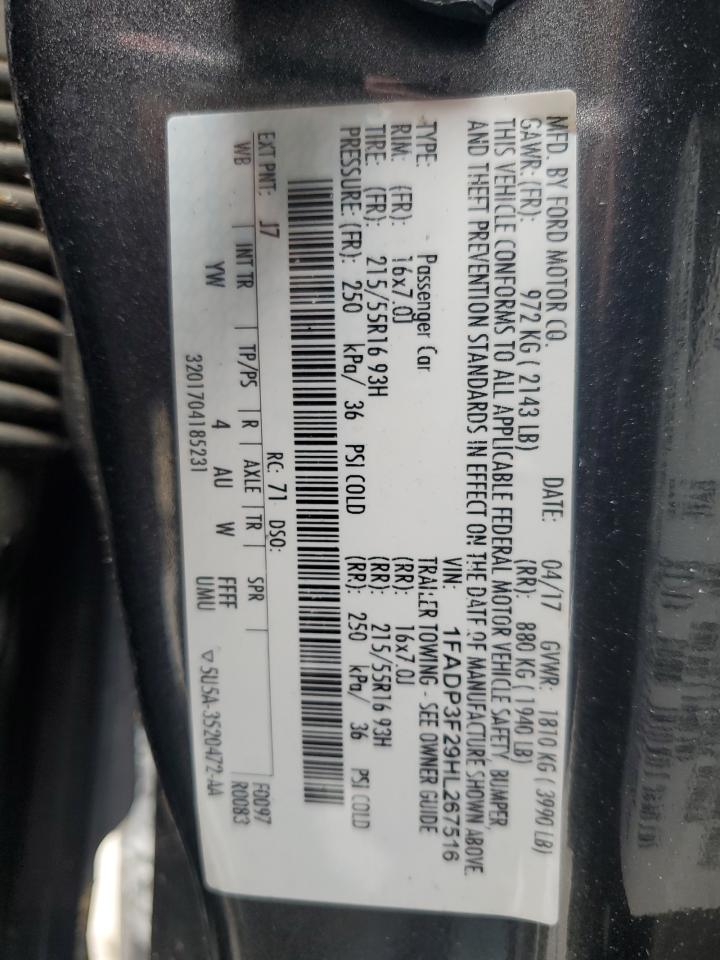 MFD. BY FORD MOTOR CO. DATE: 04/17 GVWR: 1810 KG ( 3990 LB)
GAWR: (FR): 972 KG ( 2143 LB) (RR): 880 KG ( 1940 LB)
THIS VEHICLE CONFORMS TO ALL APPLICABLE FEDERAL MOTOR VEHICLE SAFETY, BUMPER,
AND THEFT PREVENTION STANDARDS IN EFFECT ON THE DATE OF MANUFACTURE SHOWN ABOVE.
VIN: 1FADP3F29HL267516
TYPE: Passenger Car TRAILER TOWING - SEE OWNER GUIDE
RIM: (FR): 16x7.0J (RR): 16x7.0J
TIRE: (FR): 215/55R16 93H (RR): 215/55R16 93H
PRESSURE: (FR): 250 kPa/ 36 PSI COLD (RR): 250 kPa/ 36 PSI COLD
EXT PNT: J7 RC: 71 DSO: F0097
WB INT TR TP/PS R AXLE TR SPR R0083
YW 4 AU W FFFF
3201704185231 UMU ▽5U5A-3520472-AA